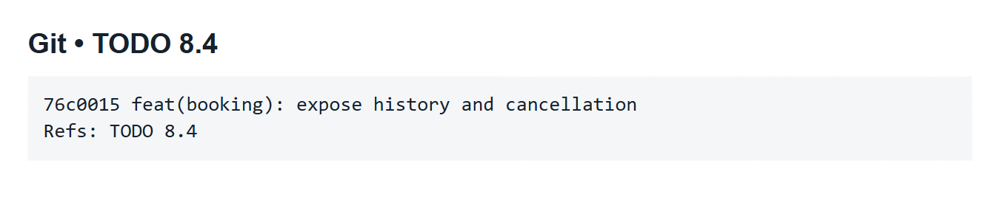 Git • TODO 8.4
76c0015 feat(booking): expose history and cancellation
Refs: TODO 8.4